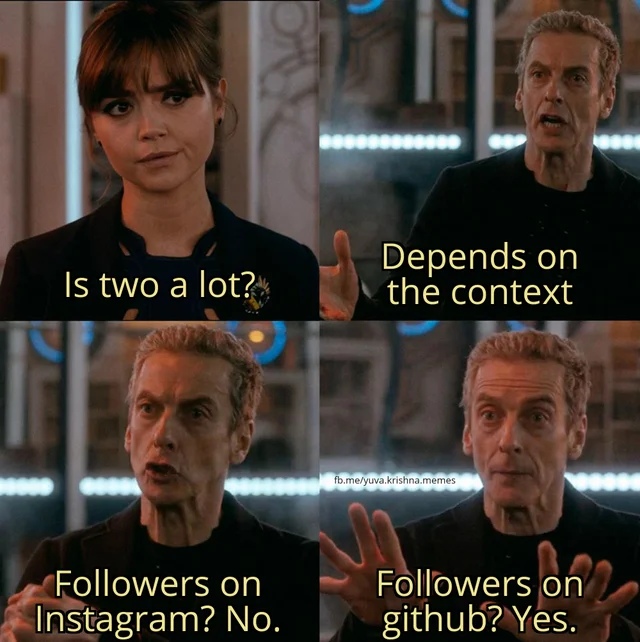 Is two a lot?
Depends on
the context
Followers on
Instagram? No.
fb.me/yuva.krishna.memes
Followers on
github? Yes.